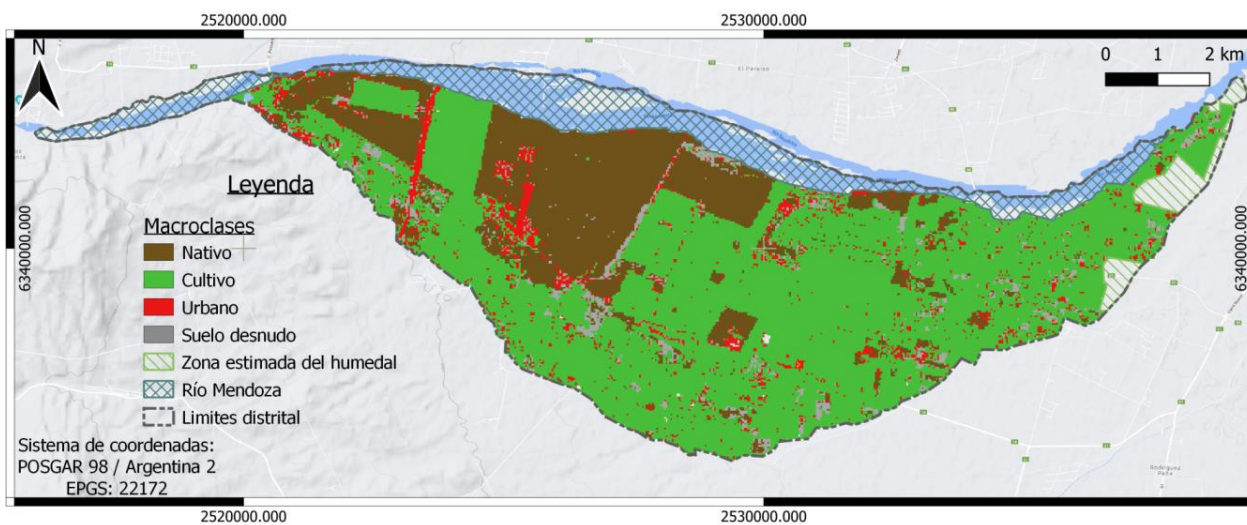 2520000.000
2530000.000
N
0 1 2 km
El Paraiso
Leyenda
Macroclases
Nativo
Cultivo
Urbano
Suelo desnudo
Zona estimada del humedal
Río Mendoza
Limites distrital
6340000.000
6340000.000
Sistema de coordenadas:
POSGAR 98 / Argentina 2
EPGS: 22172
Rodríguez
Peña
2520000.000
2530000.000